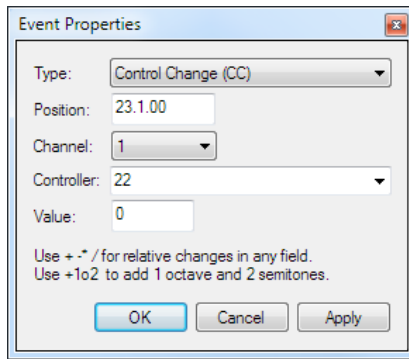 Event Properties
Type: Control Change (CC)
Position: 23.1.00
Channel: 1
Controller: 22
Value: 0
Use + -* / for relative changes in any field.
Use +1o2 to add 1 octave and 2 semitones.
OK Cancel Apply